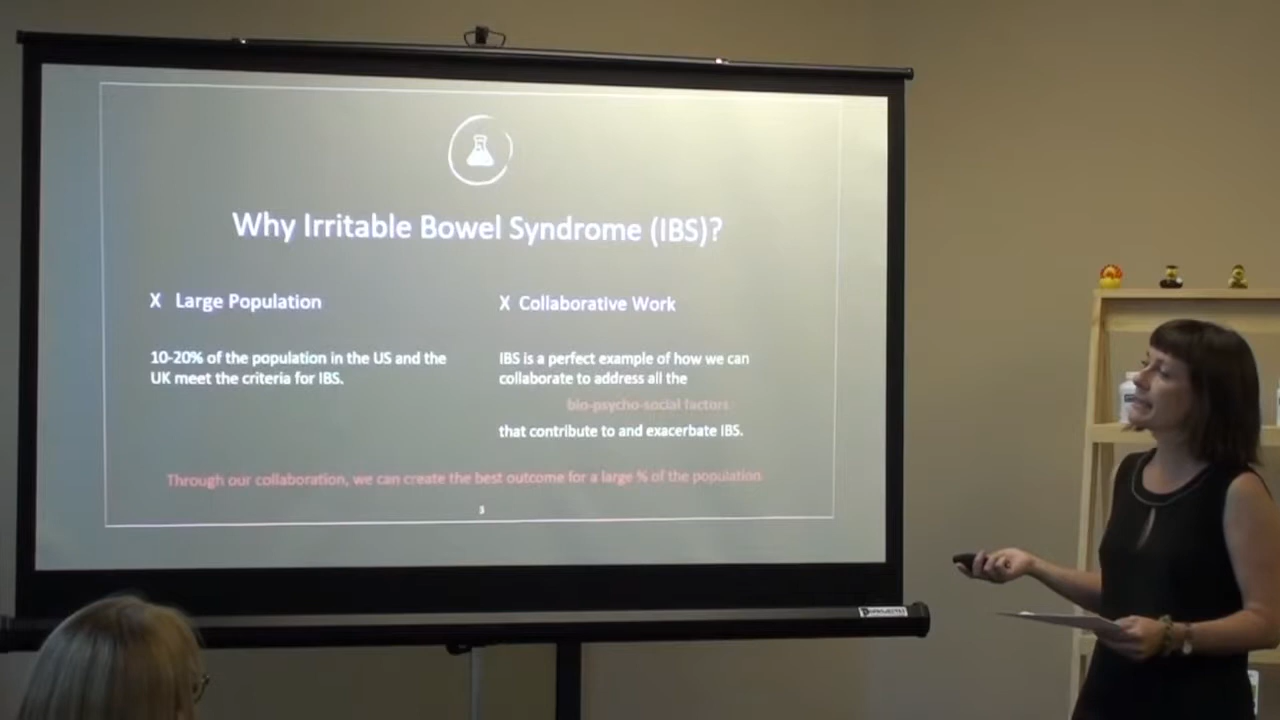 Why Irritable Bowel Syndrome (IBS)?
X Large Population
10-20% of the population in the US and the
UK meet the criteria for IBS.
X Collaborative Work
IBS is a perfect example of how we can
collaborate to address all the
bio-psycho-social factors
that contribute to and exacerbate IBS.
Through our collaboration, we can create the best outcome for a large % of the population.
3